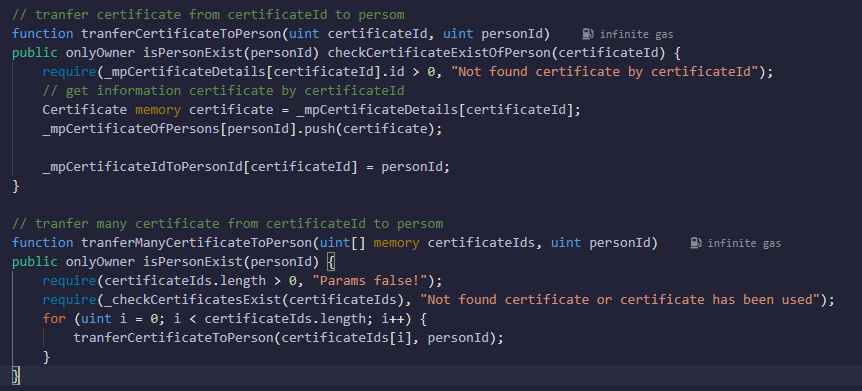 // tranfer certificate from certificateId to persom
function tranferCertificateToPerson(uint certificateId, uint personId) infinite gas
public onlyOwner isPersonExist(personId) checkCertificateExistOfPerson(certificateId) {
require(_mpCertificateDetails[certificateId].id > 0, "Not found certificate by certificateId");
// get information certificate by certificateId
Certificate memory certificate = _mpCertificateDetails[certificateId];
_mpCertificateOfPersons[personId].push(certificate);
_mpCertificateIdToPersonId[certificateId] = personId;
}
// tranfer many certificate from certificateId to persom
function tranferManyCertificateToPerson(uint[] memory certificateIds, uint personId) infinite gas
public onlyOwner isPersonExist(personId) {
require(certificateIds.length > 0, "Params false!");
require(_checkCertificatesExist(certificateIds), "Not found certificate or certificate has been used");
for (uint i = 0; i < certificateIds.length; i++) {
tranferCertificateToPerson(certificateIds[i], personId);
}
}